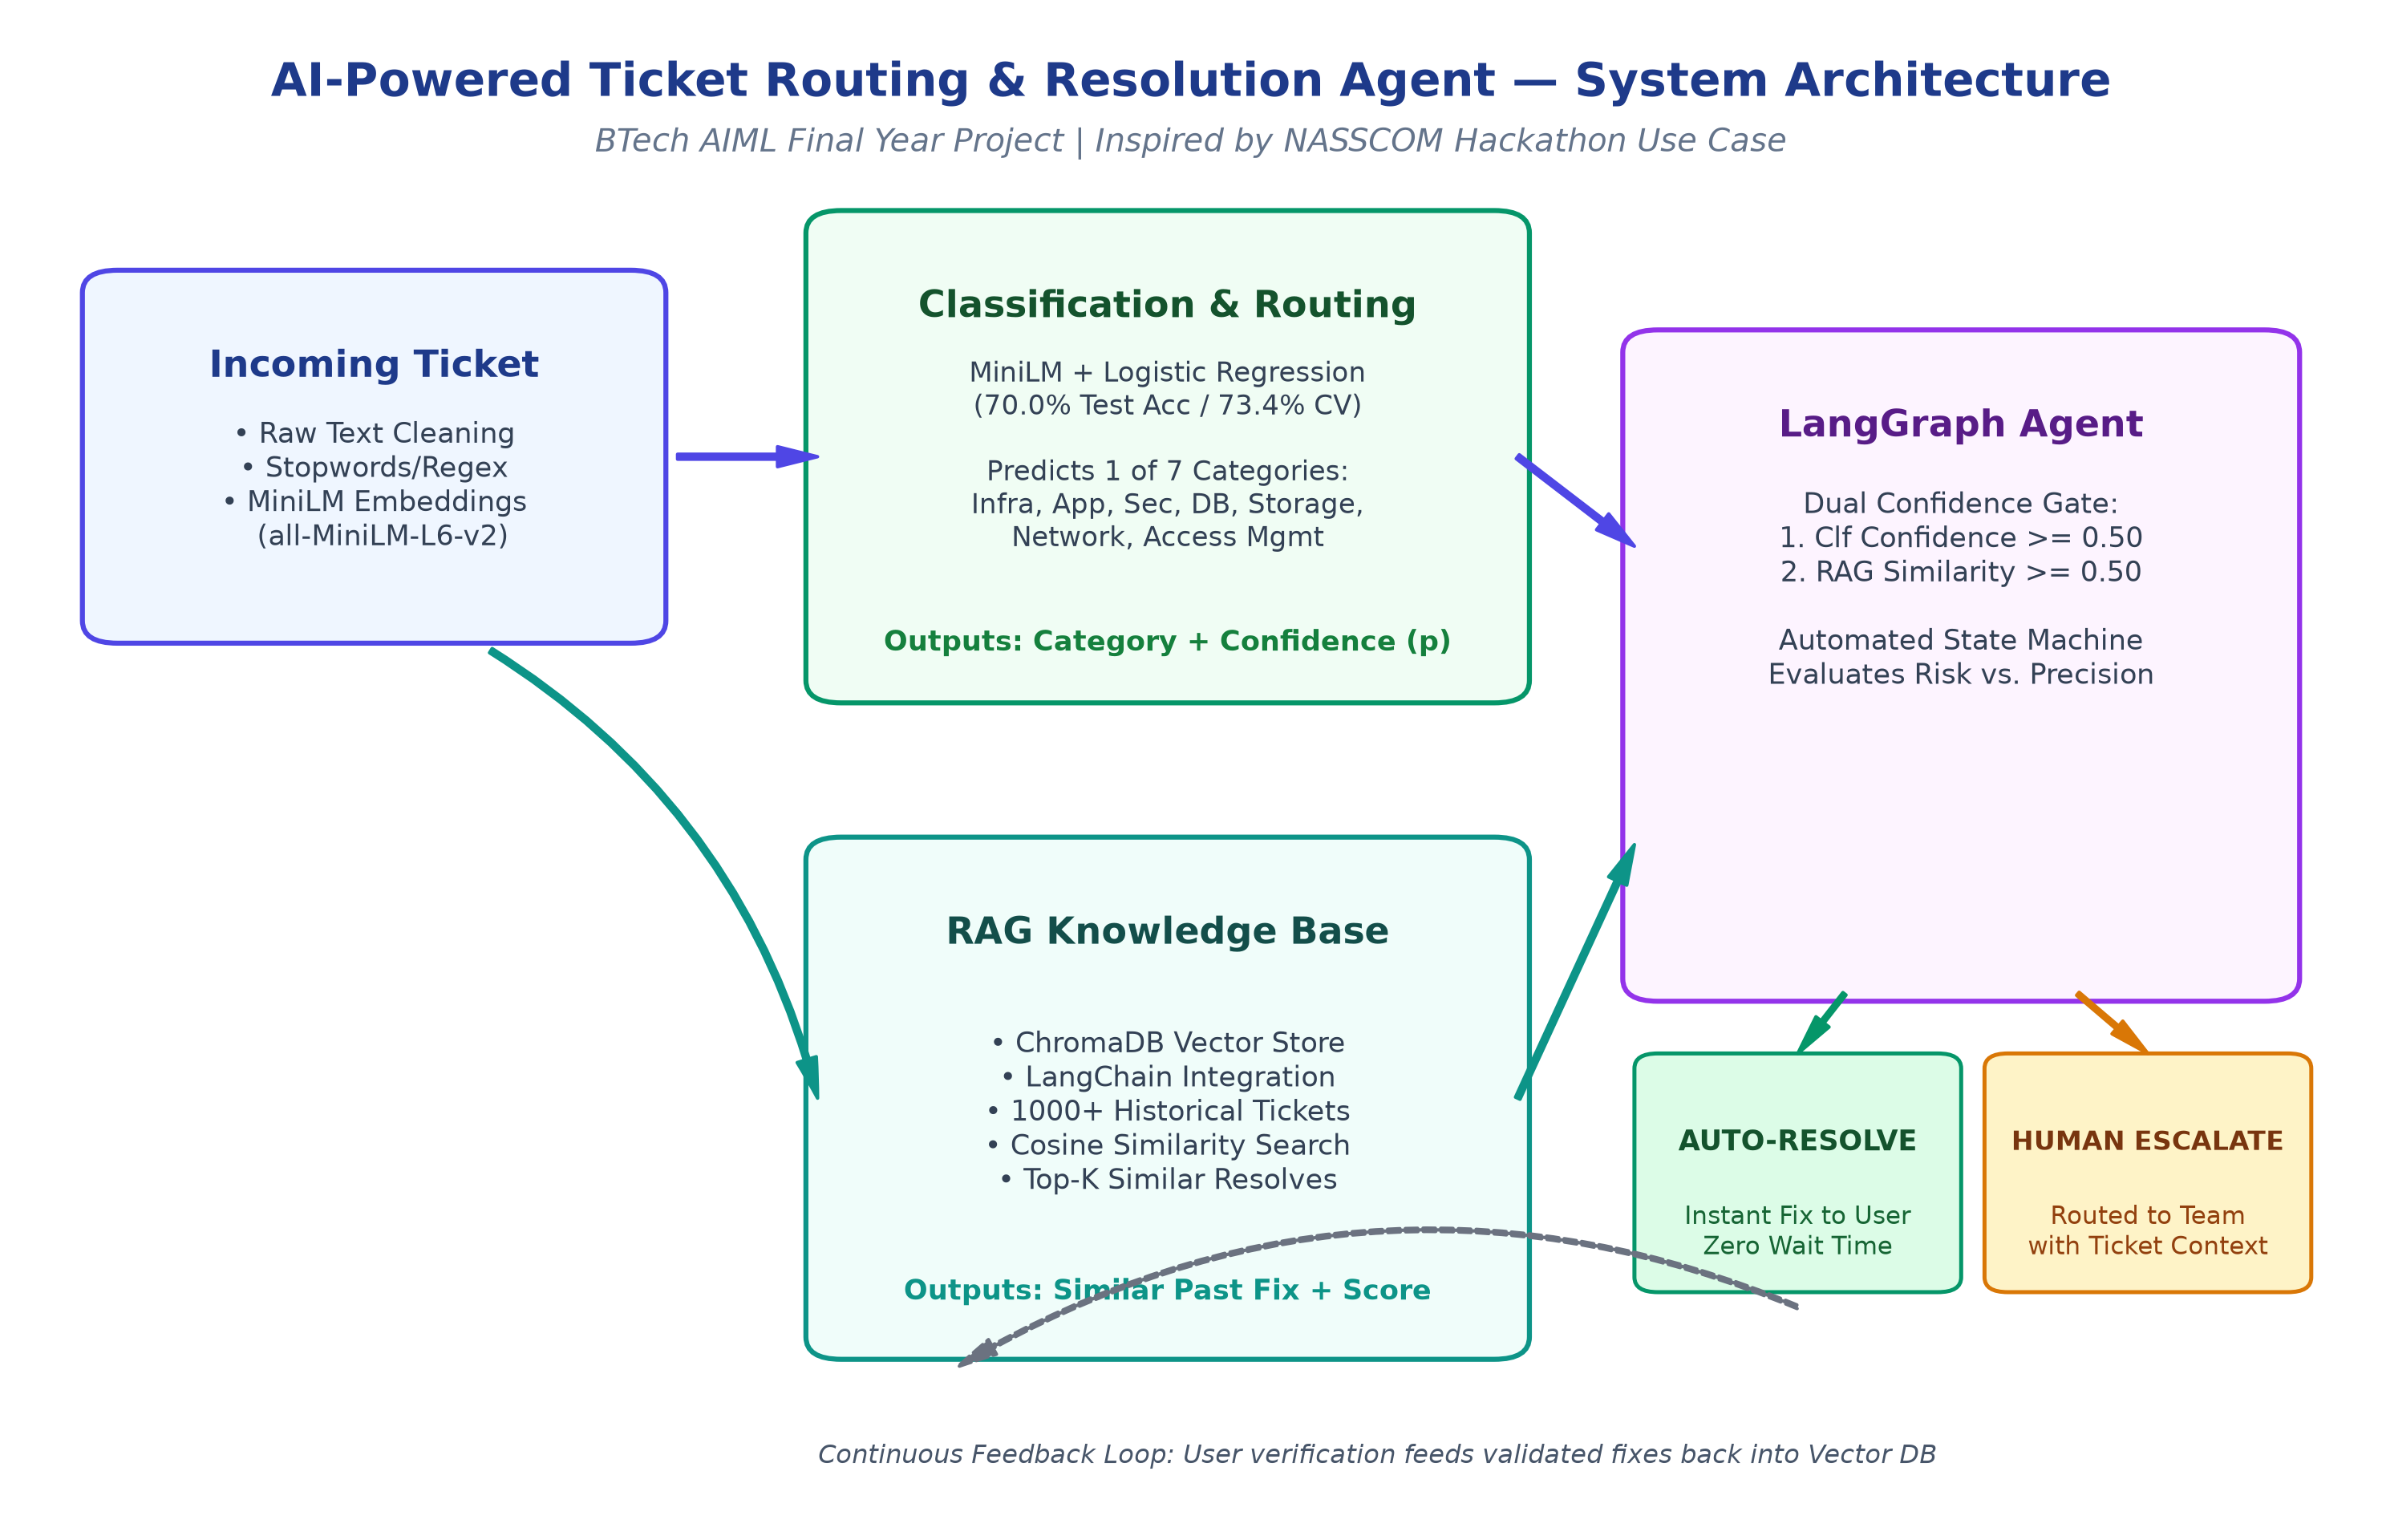 AI-Powered Ticket Routing & Resolution Agent — System Architecture
BTech AIML Final Year Project | Inspired by NASSCOM Hackathon Use Case
Incoming Ticket
• Raw Text Cleaning
• Stopwords/Regex
• MiniLM Embeddings
(all-MiniLM-L6-v2)
Classification & Routing
MiniLM + Logistic Regression
(70.0% Test Acc / 73.4% CV)
Predicts 1 of 7 Categories:
Infra, App, Sec, DB, Storage,
Network, Access Mgmt
Outputs: Category + Confidence (p)
LangGraph Agent
Dual Confidence Gate:
1. Clf Confidence >= 0.50
2. RAG Similarity >= 0.50
Automated State Machine
Evaluates Risk vs. Precision
RAG Knowledge Base
• ChromaDB Vector Store
• LangChain Integration
• 1000+ Historical Tickets
• Cosine Similarity Search
• Top-K Similar Resolves
Outputs: Similar Past Fix + Score
AUTO-RESOLVE
Instant Fix to User
Zero Wait Time
HUMAN ESCALATE
Routed to Team
with Ticket Context
Continuous Feedback Loop: User verification feeds validated fixes back into Vector DB